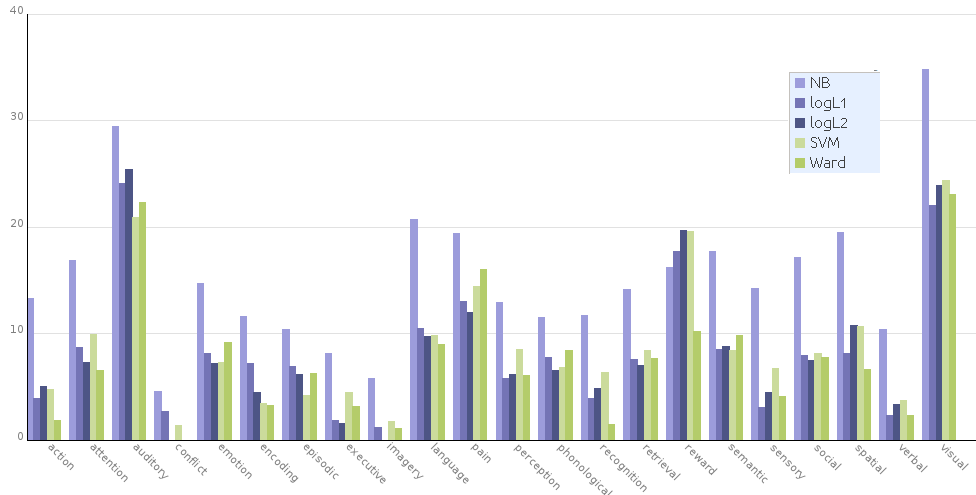 40
30
20
10
0
NB
logL1
logL2
SVM
Ward
action
attention
auditory
conflict
emotion
encoding
episodic
executive
imagery
language
pain
perception
phonological
recognition
retrieval
reward
semantic
sensory
social
spatial
verbal
visual